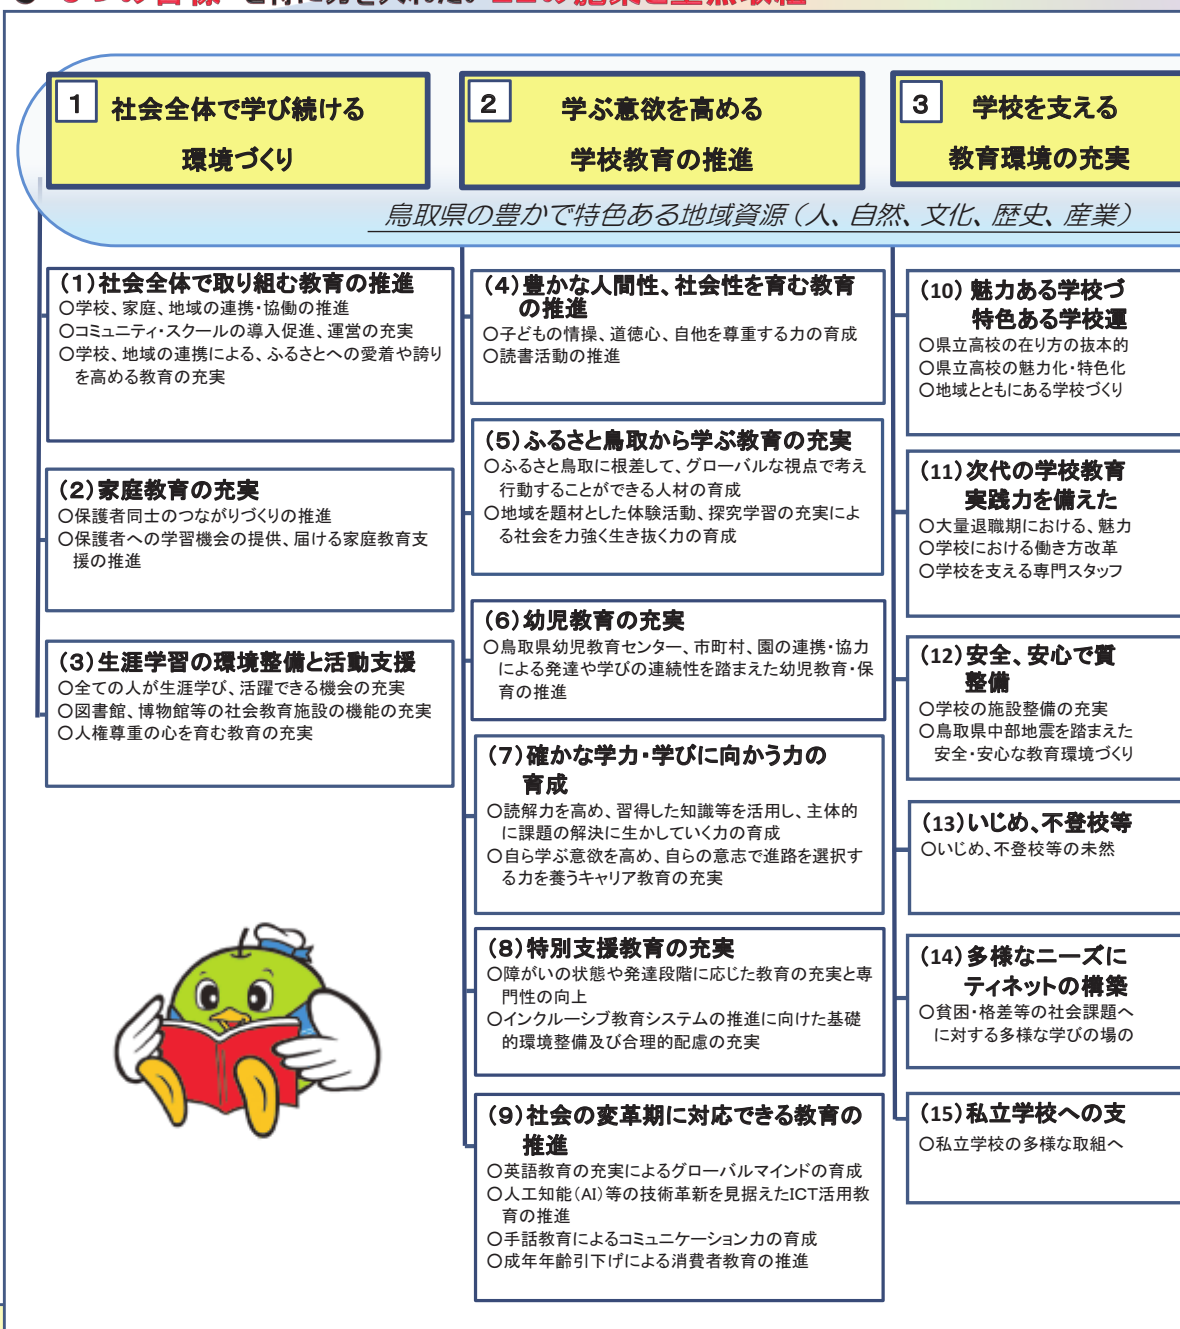 1 社会全体で学び続ける
環境づくり
2 学ぶ意欲を高める
学校教育の推進
3 学校を支える
教育環境の充実
鳥取県の豊かで特色ある地域資源（人、自然、文化、歴史、産業）
（１）社会全体で取り組む教育の推進
○学校、家庭、地域の連携・協働の推進
○コミュニティ・スクールの導入促進、運営の充実
○学校、地域の連携による、ふるさとへの愛着や誇り
を高める教育の充実
（２）家庭教育の充実
○保護者同士のつながりづくりの推進
○保護者への学習機会の提供、届ける家庭教育支
援の推進
（３）生涯学習の環境整備と活動支援
○全ての人が生涯学び、活躍できる機会の充実
○図書館、博物館等の社会教育施設の機能の充実
○人権尊重の心を育む教育の充実
（４）豊かな人間性、社会性を育む教育
の推進
○子どもの情操、道徳心、自他を尊重する力の育成
○読書活動の推進
（５）ふるさと鳥取から学ぶ教育の充実
○ふるさと鳥取に根差して、グローバルな視点で考え
行動することができる人材の育成
○地域を題材とした体験活動、探究学習の充実によ
る社会を力強く生き抜く力の育成
（６）幼児教育の充実
○鳥取県幼児教育センター、市町村、園の連携・協力
による発達や学びの連続性を踏まえた幼児教育・保
育の推進
（７）確かな学力・学びに向かう力の
育成
○読解力を高め、習得した知識等を活用し、主体的
に課題の解決に生かしていく力の育成
○自ら学ぶ意欲を高め、自らの意志で進路を選択す
る力を養うキャリア教育の充実
（８）特別支援教育の充実
○障がいの状態や発達段階に応じた教育の充実と専
門性の向上
○インクルーシブ教育システムの推進に向けた基礎
的環境整備及び合理的配慮の充実
（９）社会の変革期に対応できる教育の
推進
○英語教育の充実によるグローバルマインドの育成
○人工知能（AI）等の技術革新を見据えたICT活用教
育の推進
○手話教育によるコミュニケーション力の育成
○成年年齢引下げによる消費者教育の推進
（10）魅力ある学校づ
特色ある学校運
○県立高校の在り方の抜本的
○県立高校の魅力化・特色化
○地域とともにある学校づくり
（11）次代の学校教育
実践力を備えた
○大量退職期における、魅力
○学校における働き方改革
○学校を支える専門スタッフ
（12）安全、安心で質
整備
○学校の施設整備の充実
○鳥取県中部地震を踏まえた
安全・安心な教育環境づくり
（13）いじめ、不登校等
○いじめ、不登校等の未然
（14）多様なニーズに
ティネットの構築
○貧困・格差等の社会課題へ
に対する多様な学びの場の
（15）私立学校への支
○私立学校の多様な取組へ